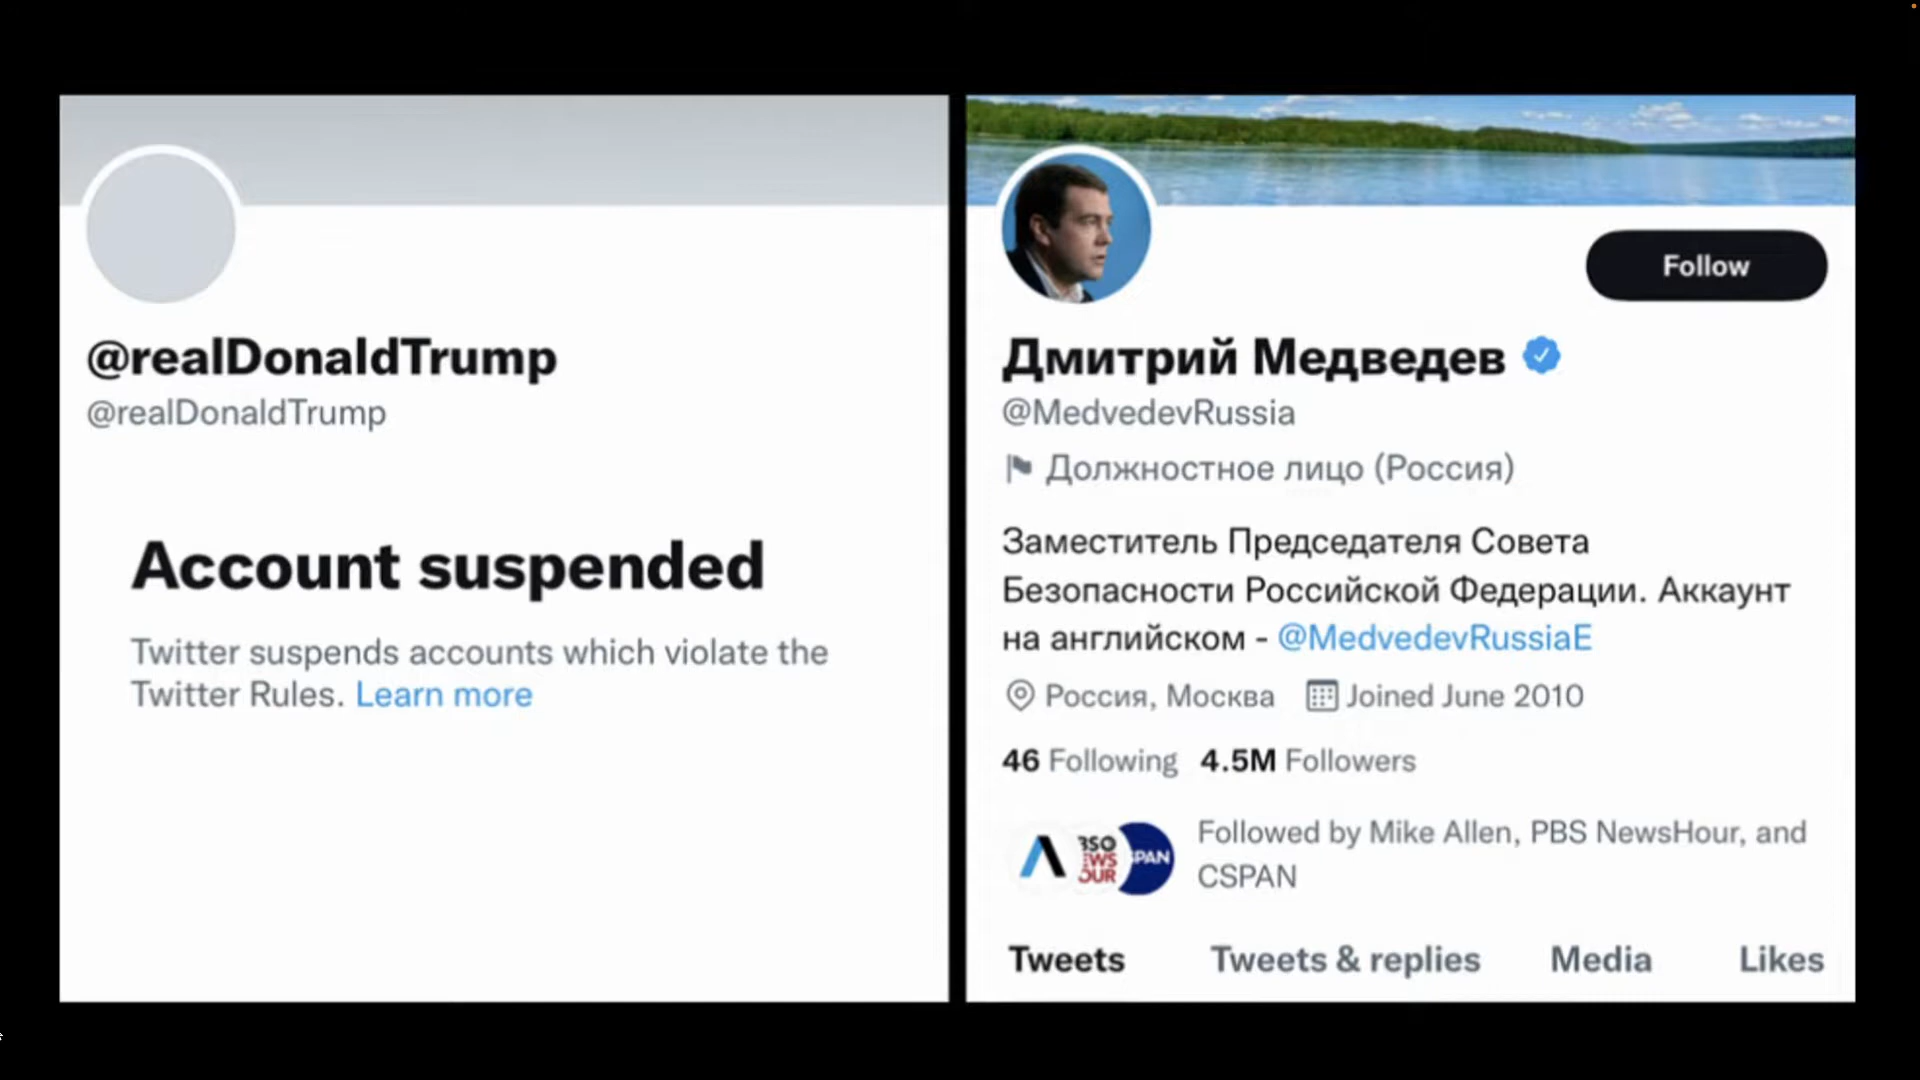 @realDonaldTrump
@realDonaldTrump
Account suspended
Twitter suspends accounts which violate the
Twitter Rules. Learn more
Follow
Дмитрий Медведев
@MedvedevRussia
Должностное лицо (Россия)
Заместитель Председателя Совета
Безопасности Российской Федерации. Аккаунт
на английском - @MedvedevRussiaE
Россия, Москва Joined June 2010
46 Following 4.5M Followers
Followed by Mike Allen, PBS NewsHour, and
CSPAN
Tweets Tweets & replies Media Likes